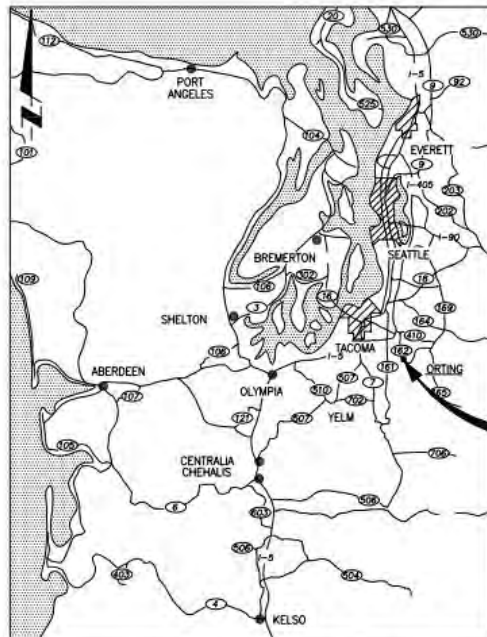 20
530
530
112
I-5
9
92
PORT
ANGELES
N
525
104
EVERETT
101
9
I-405
203
202
BREMERTON
I-90
SEATTLE
109
106
302
18
SHELTON
3
16
169
164
410
TACOMA
162
108
I-5
ORTING
ABERDEEN
OLYMPIA
510
507
7
161
165
107
702
121
507
YELM
105
CENTRALIA
CHEHALIS
706
6
506
603
506
I-5
403
504
4
KELSO